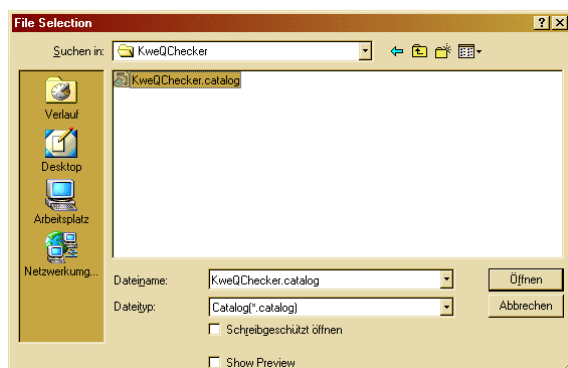 File Selection
Suchen in:
KweQChecker
KweQChecker.catalog
Verlauf
Desktop
Arbeitsplatz
Netzwerkumg...
Dateiname:
KweQChecker.catalog
Öffnen
Dateityp:
Catalog(*.catalog)
Abbrechen
Schreibgeschützt öffnen
Show Preview